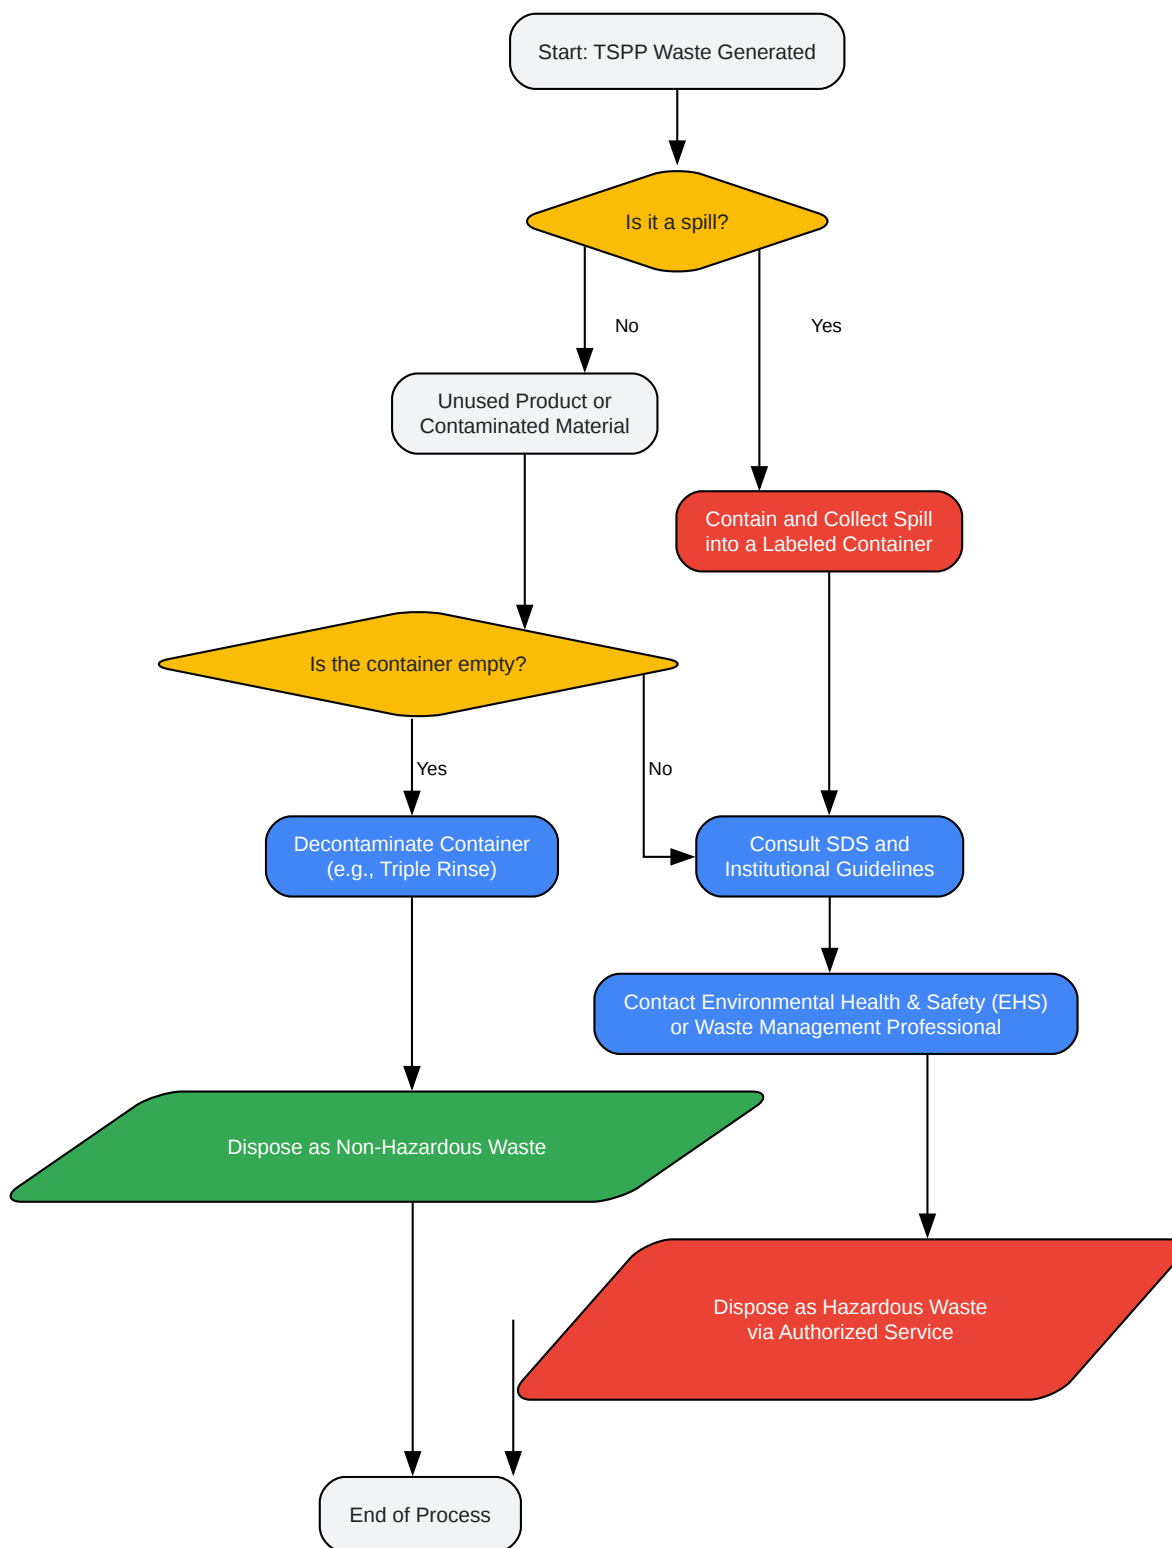 Start: TSPP Waste Generated
Is it a spill?
No
Yes
Unused Product or
Contaminated Material
Contain and Collect Spill
into a Labeled Container
Is the container empty?
Yes
No
Decontaminate Container
(e.g., Triple Rinse)
Consult SDS and
Institutional Guidelines
Contact Environmental Health & Safety (EHS)
or Waste Management Professional
Dispose as Non-Hazardous Waste
Dispose as Hazardous Waste
via Authorized Service
End of Process